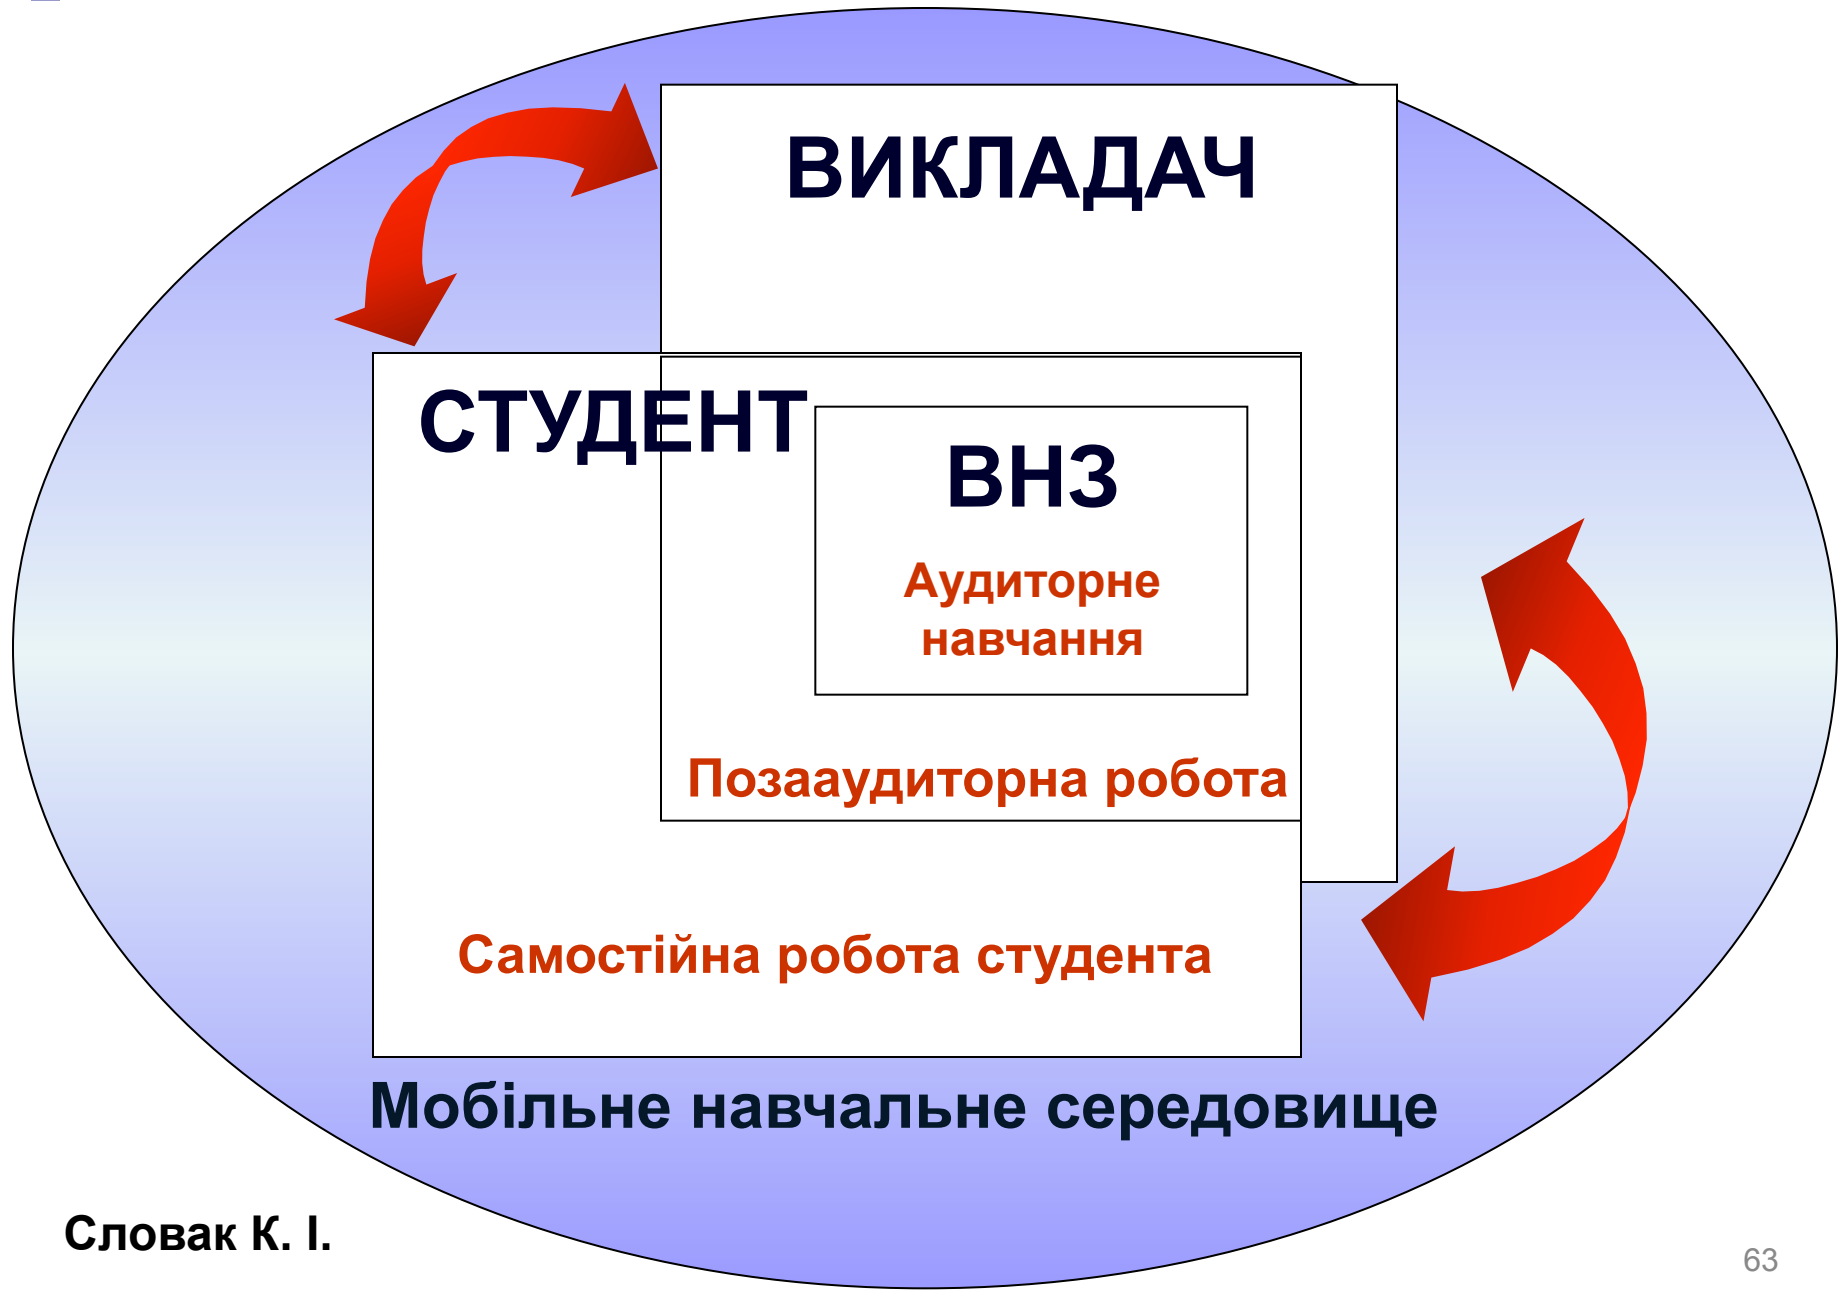 ВИКЛАДАЧ
СТУДЕНТ
ВНЗ
Аудиторне
навчання
Позааудиторна робота
Самостійна робота студента
Мобільне навчальне середовище
Словак К. І.
63